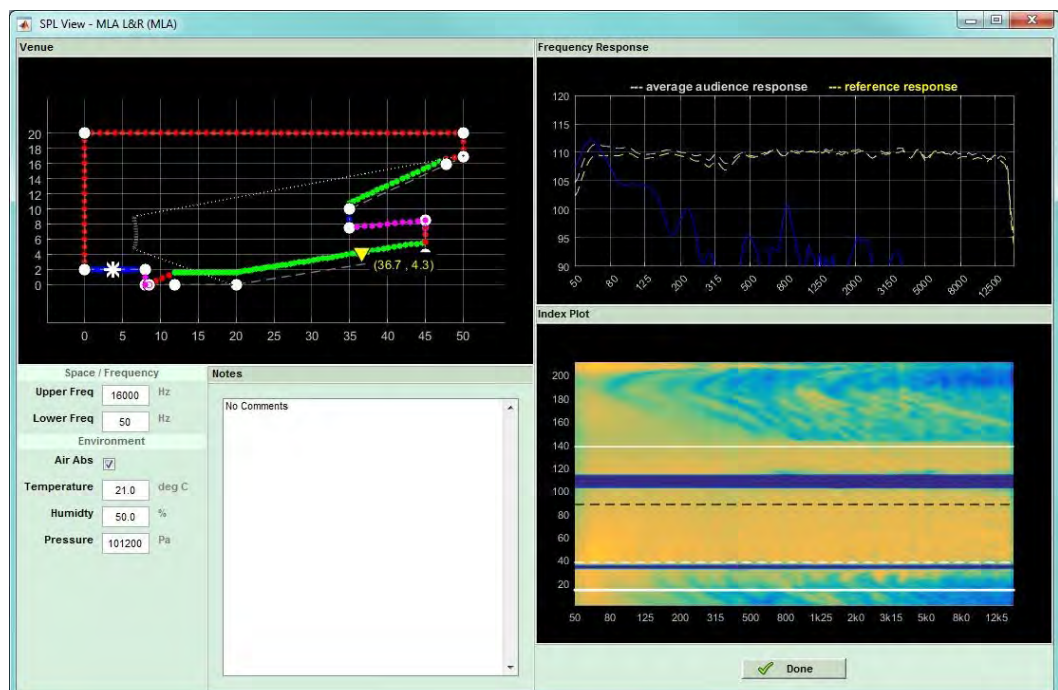 SPL View - MLA L&R (MLA)
Venue
20
18
16
14
12
10
8
6
4
2
0
(36.7 , 4.3)
0 5 10 15 20 25 30 35 40 45 50
Frequency Response
--- average audience response --- reference response
120
115
110
105
100
95
90
50 80 125 200 315 500 800 1250 2000 3150 5000 8000 12500
Space / Frequency
Upper Freq 16000 Hz
Lower Freq 50 Hz
Environment
Air Abs
Temperature 21.0 deg C
Humidty 50.0 %
Pressure 101200 Pa
Notes
No Comments
Index Plot
200
180
160
140
120
100
80
60
40
20
50 80 125 200 315 500 800 1k25 2k0 3k15 5k0 8k0 12k5
Done